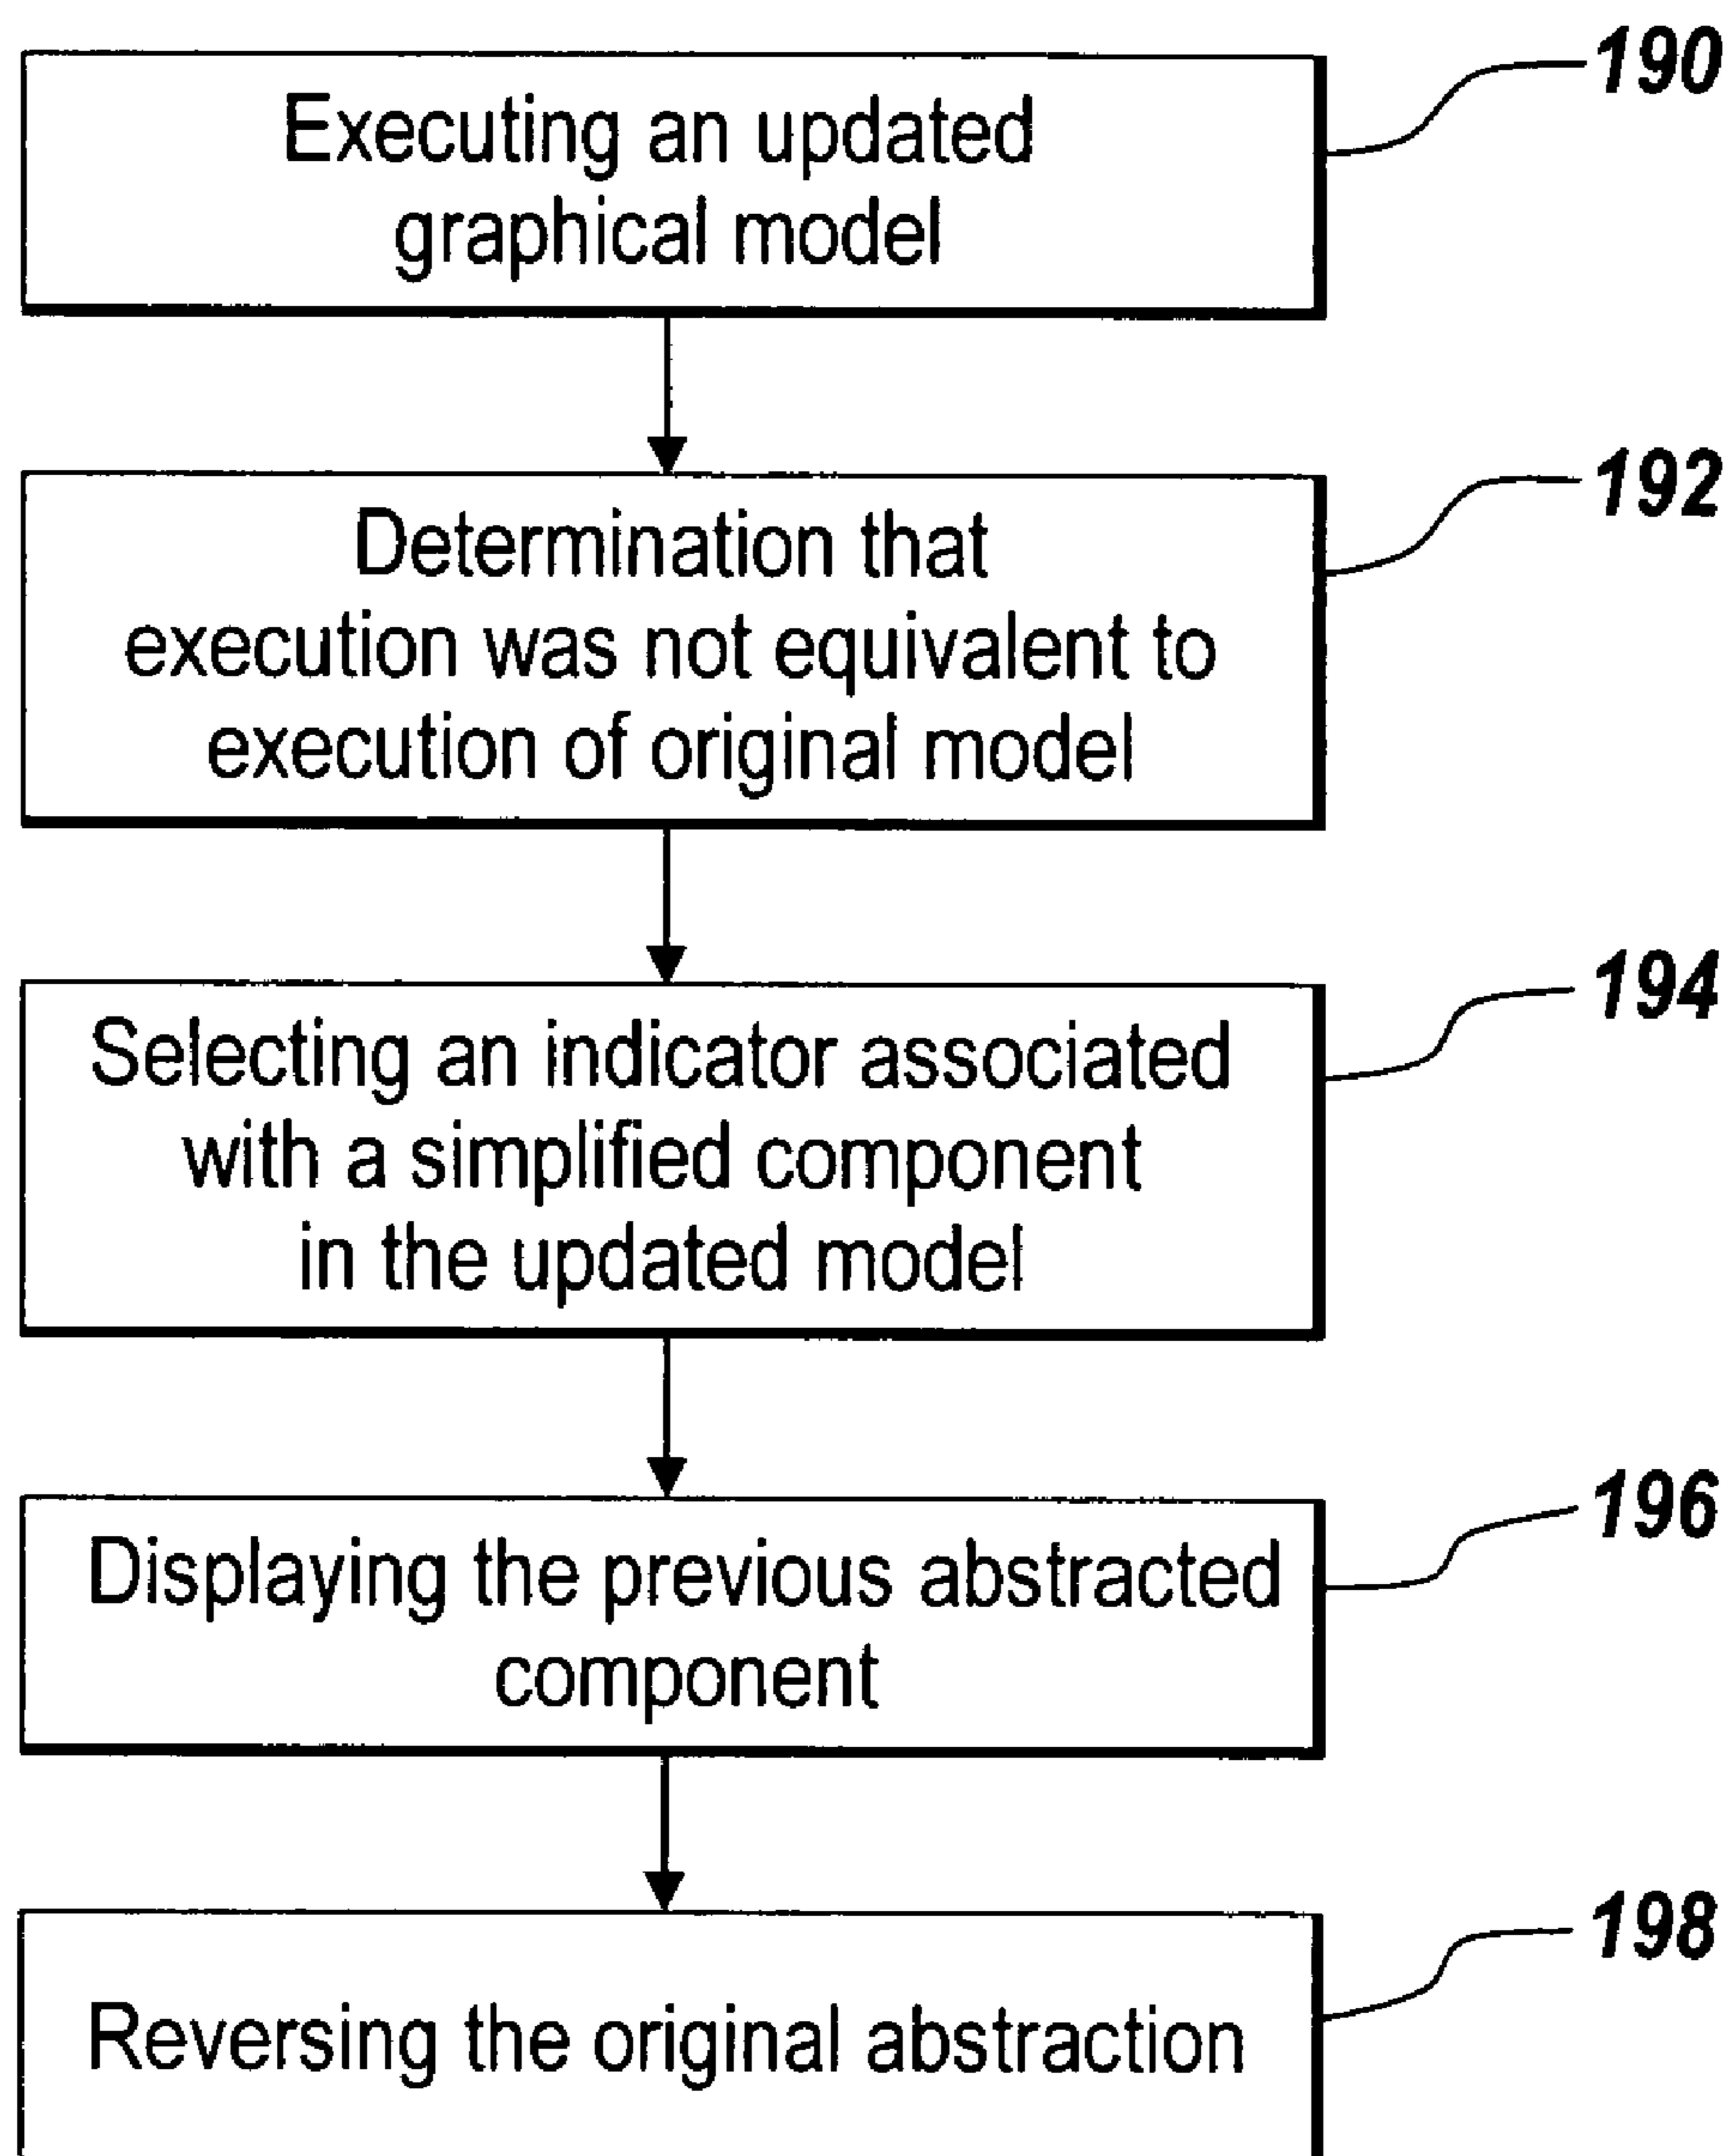 190
Executing an updated
graphical model
192
Determination that
execution was not equivalent to
execution of original model
194
Selecting an indicator associated
with a simplified component
in the updated model
196
Displaying the previous abstracted
component
198
Reversing the original abstraction